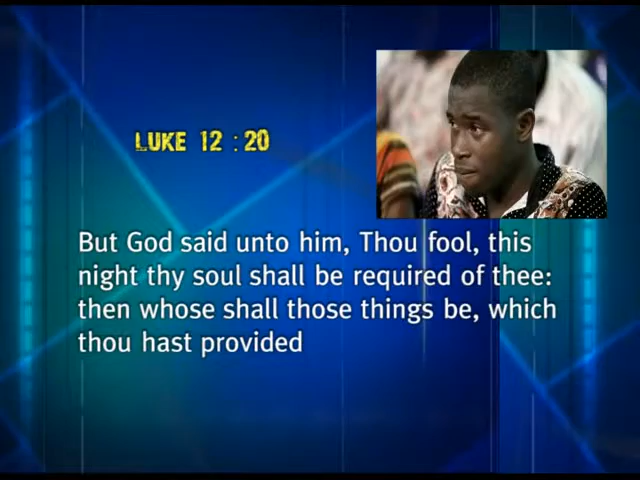 LUKE 12 : 20
But God said unto him, Thou fool, this
night thy soul shall be required of thee:
then whose shall those things be, which
thou hast provided